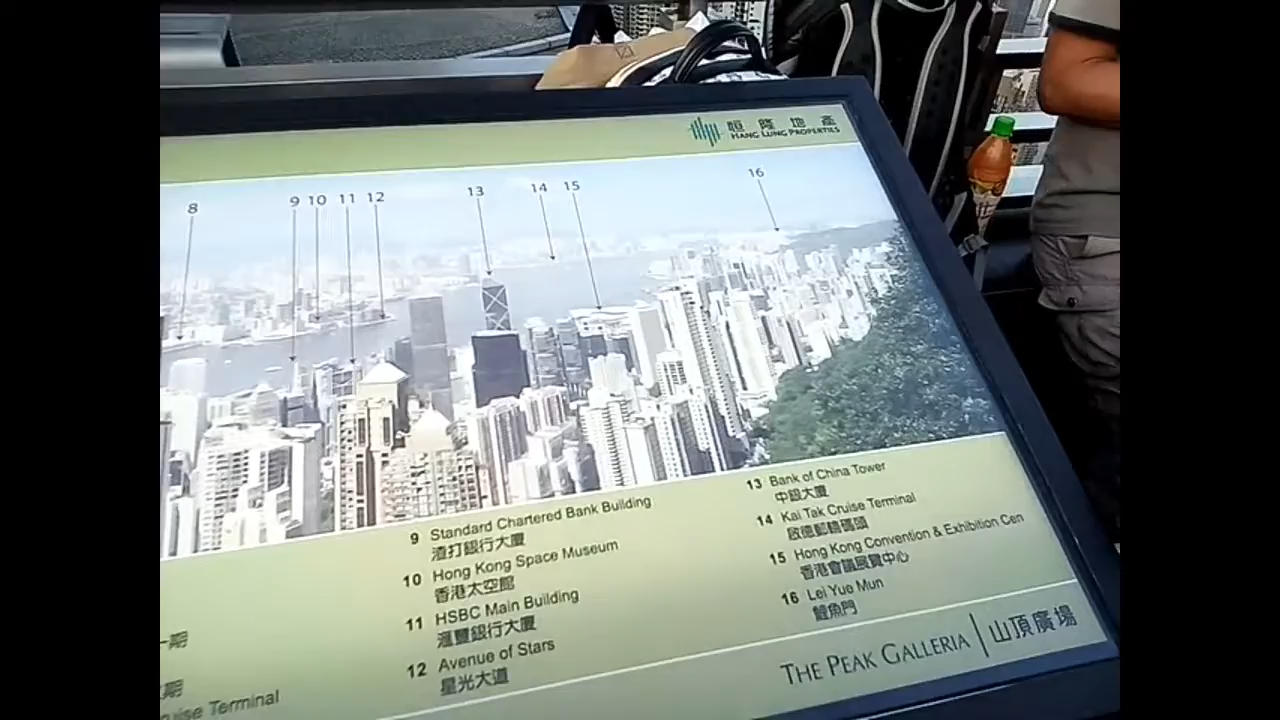 恒隆地產
HANG LUNG PROPERTIES
8
9
10
11
12
13
14
15
16
9 Standard Chartered Bank Building
渣打銀行大廈
10 Hong Kong Space Museum
香港太空館
11 HSBC Main Building
滙豐銀行大廈
12 Avenue of Stars
星光大道
13 Bank of China Tower
中銀大廈
14 Kai Tak Cruise Terminal
啟德郵輪碼頭
15 Hong Kong Convention & Exhibition Cen
香港會議展覽中心
16 Lei Yue Mun
鯉魚門
一期
期
Terminal
THE PEAK GALLERIA | 山頂廣場